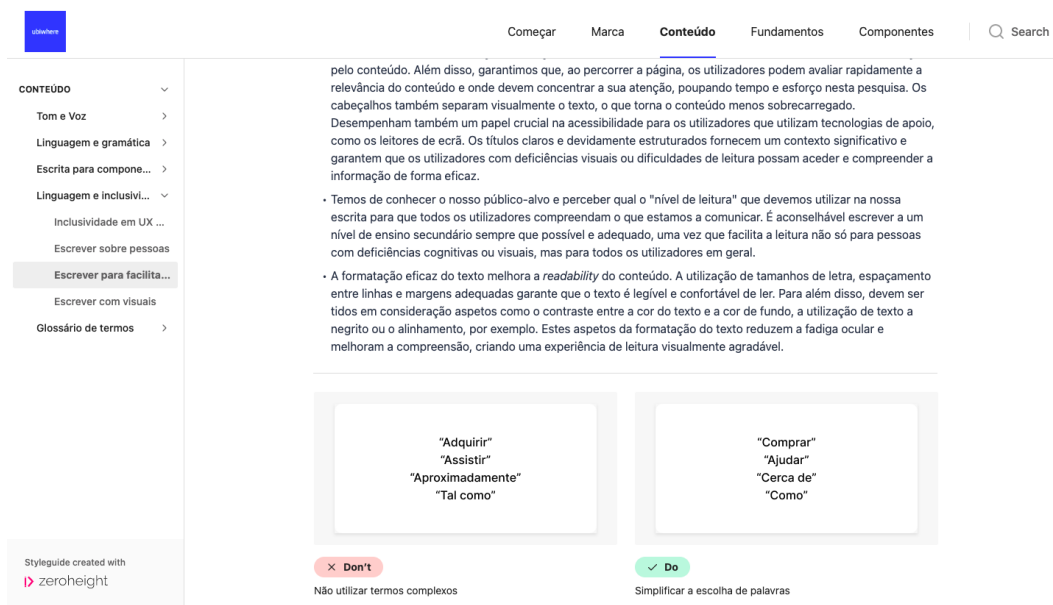 ubiwhere
Começar
Marca
Conteúdo
Fundamentos
Componentes
Search
CONTEÚDO
Tom e Voz
Linguagem e gramática
Escrita para compone...
Linguagem e inclusivi...
Inclusividade em UX ...
Escrever sobre pessoas
Escrever para facilita...
Escrever com visuais
Glossário de termos
Styleguide created with
zeroheight
pelo conteúdo. Além disso, garantimos que, ao percorrer a página, os utilizadores podem avaliar rapidamente a
relevância do conteúdo e onde devem concentrar a sua atenção, poupando tempo e esforço nesta pesquisa. Os
cabeçalhos também separam visualmente o texto, o que torna o conteúdo menos sobrecarregado.
Desempenham também um papel crucial na acessibilidade para os utilizadores que utilizam tecnologias de apoio,
como os leitores de ecrã. Os títulos claros e devidamente estruturados fornecem um contexto significativo e
garantem que os utilizadores com deficiências visuais ou dificuldades de leitura possam aceder e compreender a
informação de forma eficaz.
• Temos de conhecer o nosso público-alvo e perceber qual o "nível de leitura" que devemos utilizar na nossa
escrita para que todos os utilizadores compreendam o que estamos a comunicar. É aconselhável escrever a um
nível de ensino secundário sempre que possível e adequado, uma vez que facilita a leitura não só para pessoas
com deficiências cognitivas ou visuais, mas para todos os utilizadores em geral.
• A formatação eficaz do texto melhora a readability do conteúdo. A utilização de tamanhos de letra, espaçamento
entre linhas e margens adequadas garante que o texto é legível e confortável de ler. Para além disso, devem ser
tidos em consideração aspetos como o contraste entre a cor do texto e a cor de fundo, a utilização de texto a
negrito ou o alinhamento, por exemplo. Estes aspetos da formatação do texto reduzem a fadiga ocular e
melhoram a compreensão, criando uma experiência de leitura visualmente agradável.
“Adquirir”
“Assistir”
“Aproximadamente”
“Tal como”
Don't
Não utilizar termos complexos
“Comprar”
“Ajudar”
“Cerca de”
“Como”
Do
Simplificar a escolha de palavras